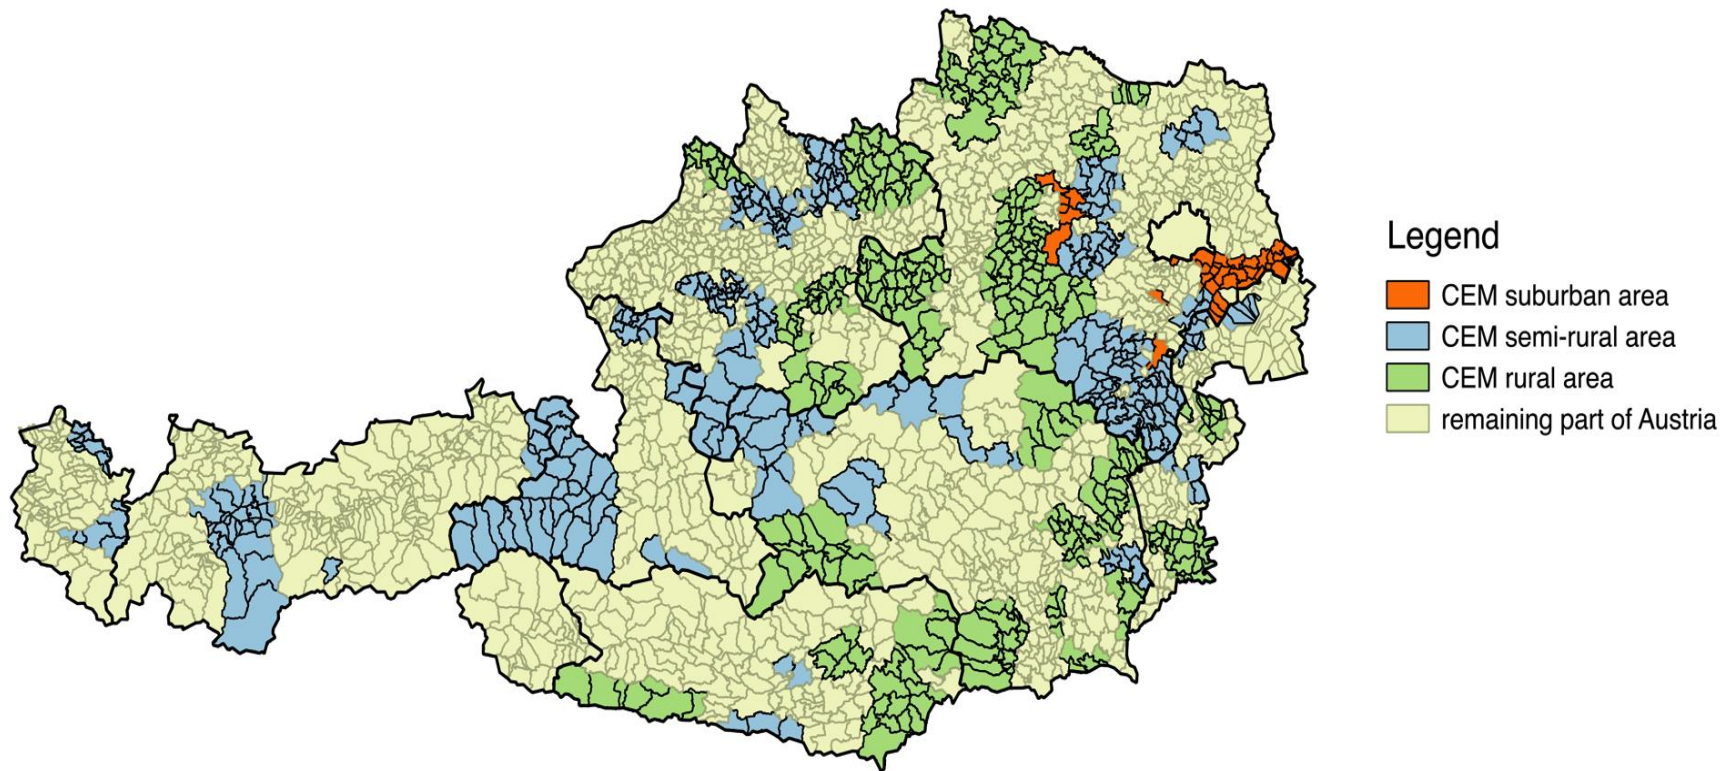 Legend
CEM suburban area
CEM semi-rural area
CEM rural area
remaining part of Austria